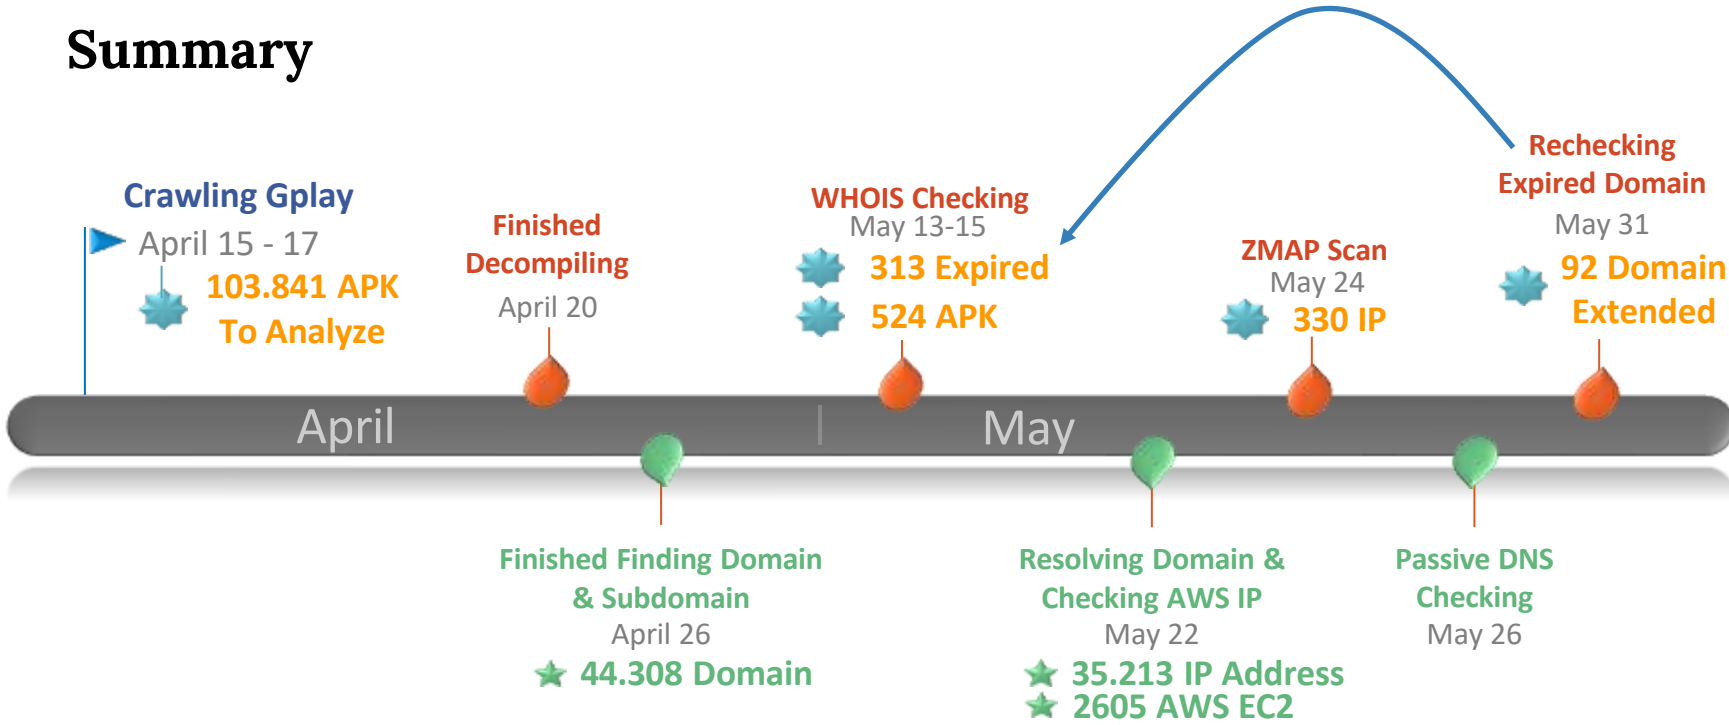 Summary
Crawling Gplay
April 15 - 17
103.841 APK
To Analyze
Finished
Decompiling
April 20
WHOIS Checking
May 13-15
313 Expired
524 APK
ZMAP Scan
May 24
330 IP
Rechecking
Expired Domain
May 31
92 Domain
Extended
April
May
Finished Finding Domain
& Subdomain
April 26
44.308 Domain
Resolving Domain &
Checking AWS IP
May 22
35.213 IP Address
2605 AWS EC2
Passive DNS
Checking
May 26